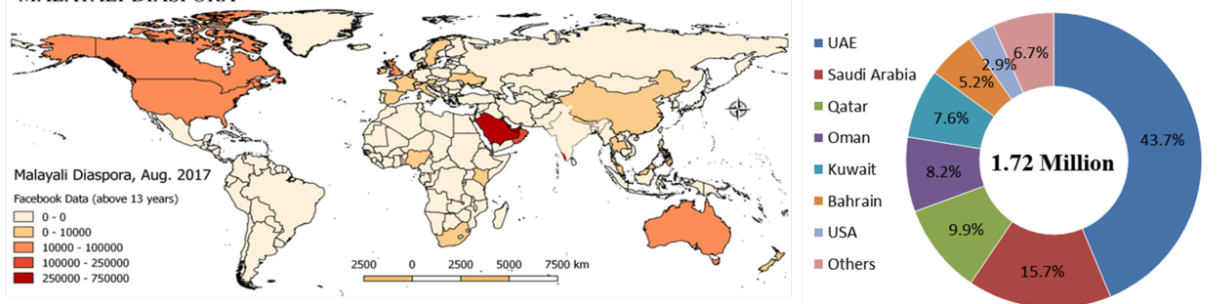 MALAYALI DIASPORA
Malayali Diaspora, Aug. 2017
Facebook Data (above 13 years)
0 - 0
0 - 10000
10000 - 100000
100000 - 250000
250000 - 750000
2500 0 2500 5000 7500 km
UAE
Saudi Arabia
Qatar
Oman
Kuwait
Bahrain
USA
Others
43.7%
15.7%
9.9%
8.2%
7.6%
5.2%
2.9%
6.7%
1.72 Million